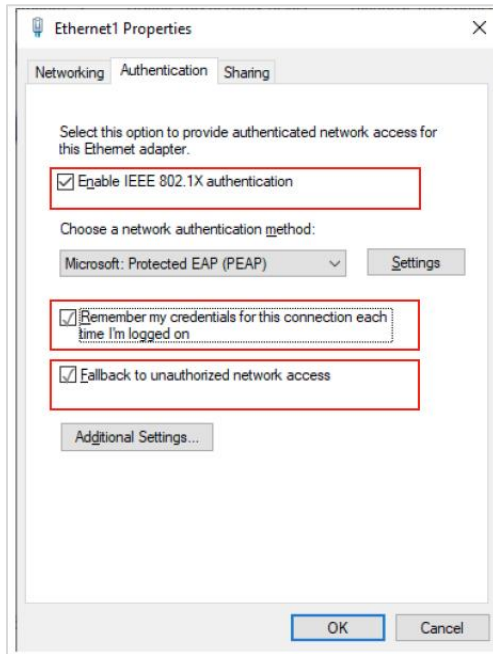 Ethernet1 Properties
Networking Authentication Sharing
Select this option to provide authenticated network access for
this Ethernet adapter.
Enable IEEE 802.1X authentication
Choose a network authentication method:
Microsoft: Protected EAP (PEAP) Settings
Remember my credentials for this connection each
time I'm logged on
Fallback to unauthorized network access
Additional Settings...
OK Cancel